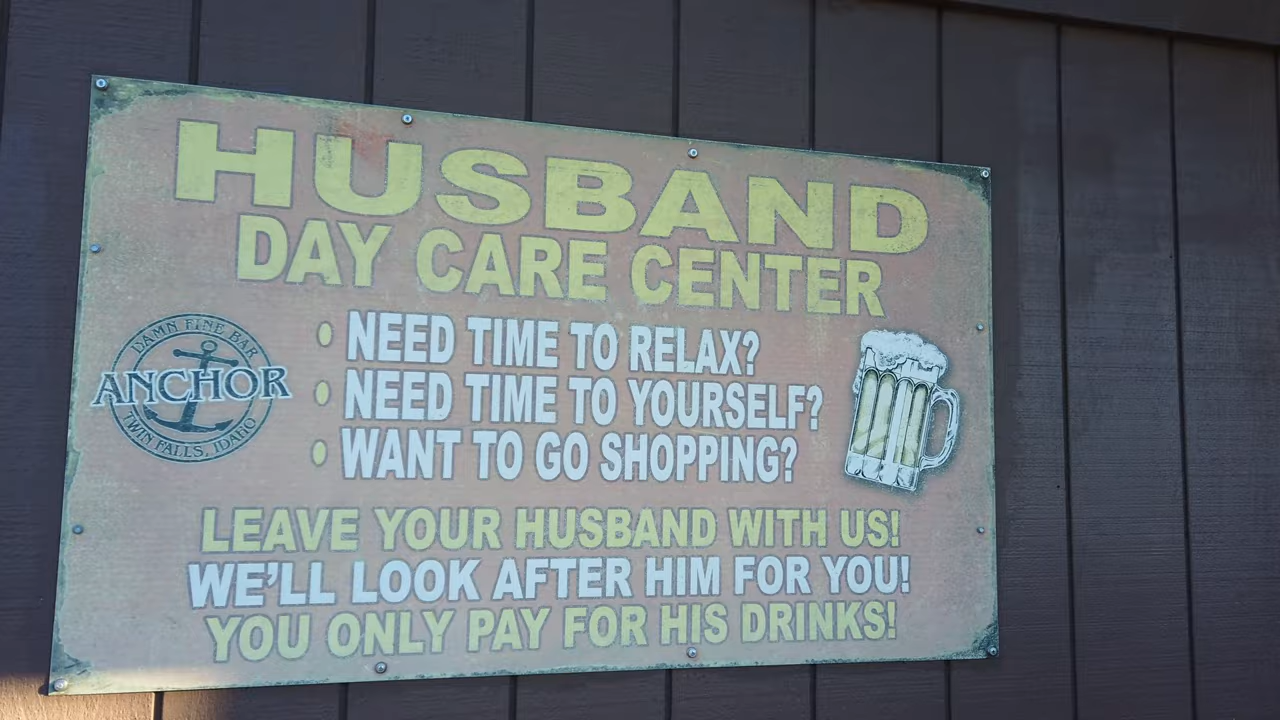 HUSBAND
DAY CARE CENTER
DAMN FINE BAR
ANCHOR
TWIN FALLS, IDAHO
• NEED TIME TO RELAX?
• NEED TIME TO YOURSELF?
• WANT TO GO SHOPPING?
LEAVE YOUR HUSBAND WITH US!
WE'LL LOOK AFTER HIM FOR YOU!
YOU ONLY PAY FOR HIS DRINKS!